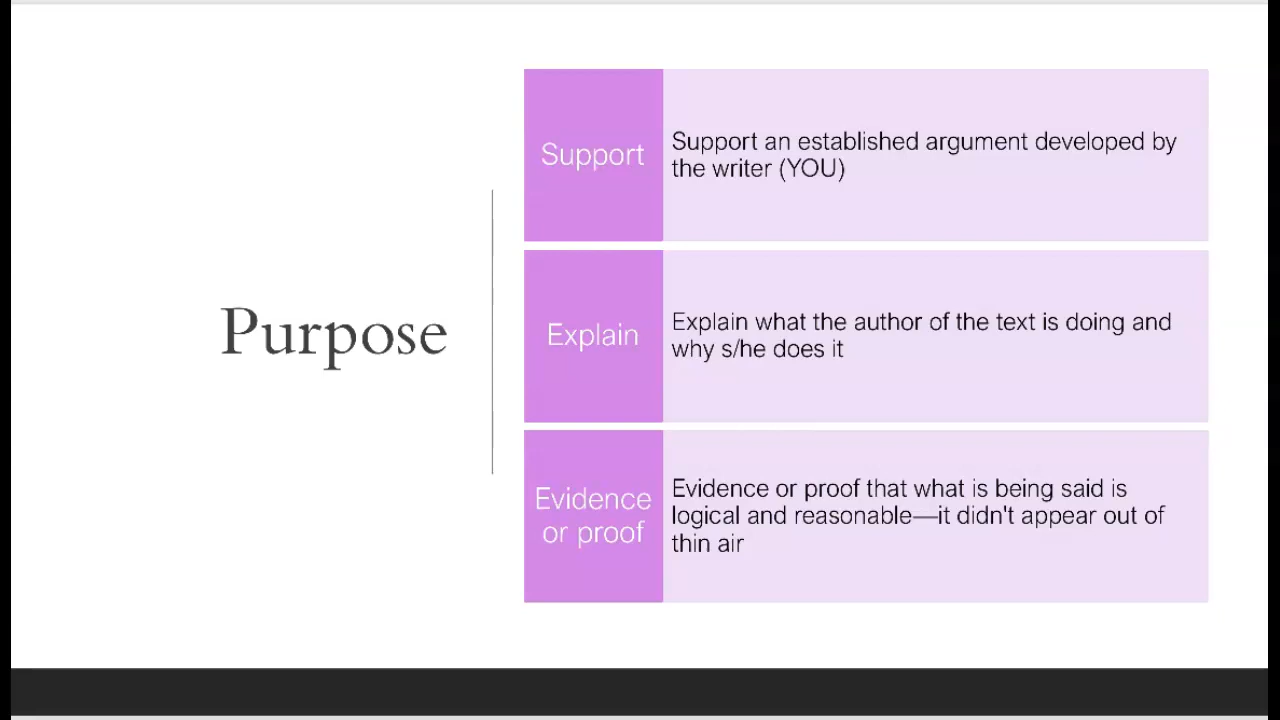 Purpose
Support
Support an established argument developed by
the writer (YOU)
Explain
Explain what the author of the text is doing and
why s/he does it
Evidence
or proof
Evidence or proof that what is being said is
logical and reasonable—it didn't appear out of
thin air